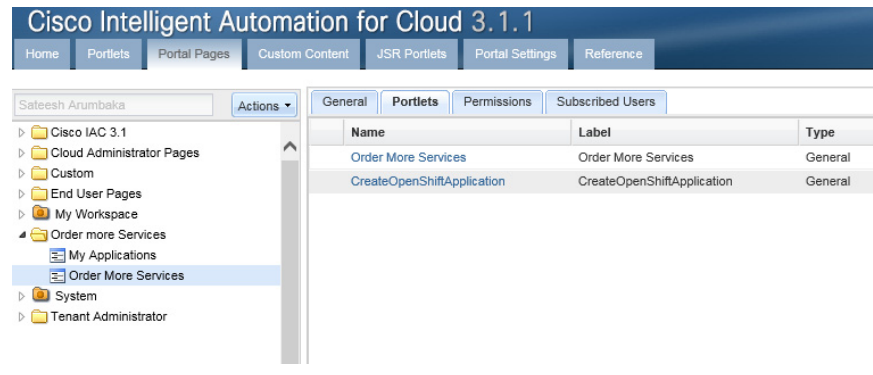 Cisco Intelligent Automation for Cloud 3.1.1
Home Portlets Portal Pages Custom Content JSR Portlets Portal Settings Reference
Sateesh Arumbaka Actions
Cisco IAC 3.1
Cloud Administrator Pages
Custom
End User Pages
My Workspace
Order more Services
My Applications
Order More Services
System
Tenant Administrator
General Portlets Permissions Subscribed Users
Name Label Type
Order More Services Order More Services General
CreateOpenShiftApplication CreateOpenShiftApplication General